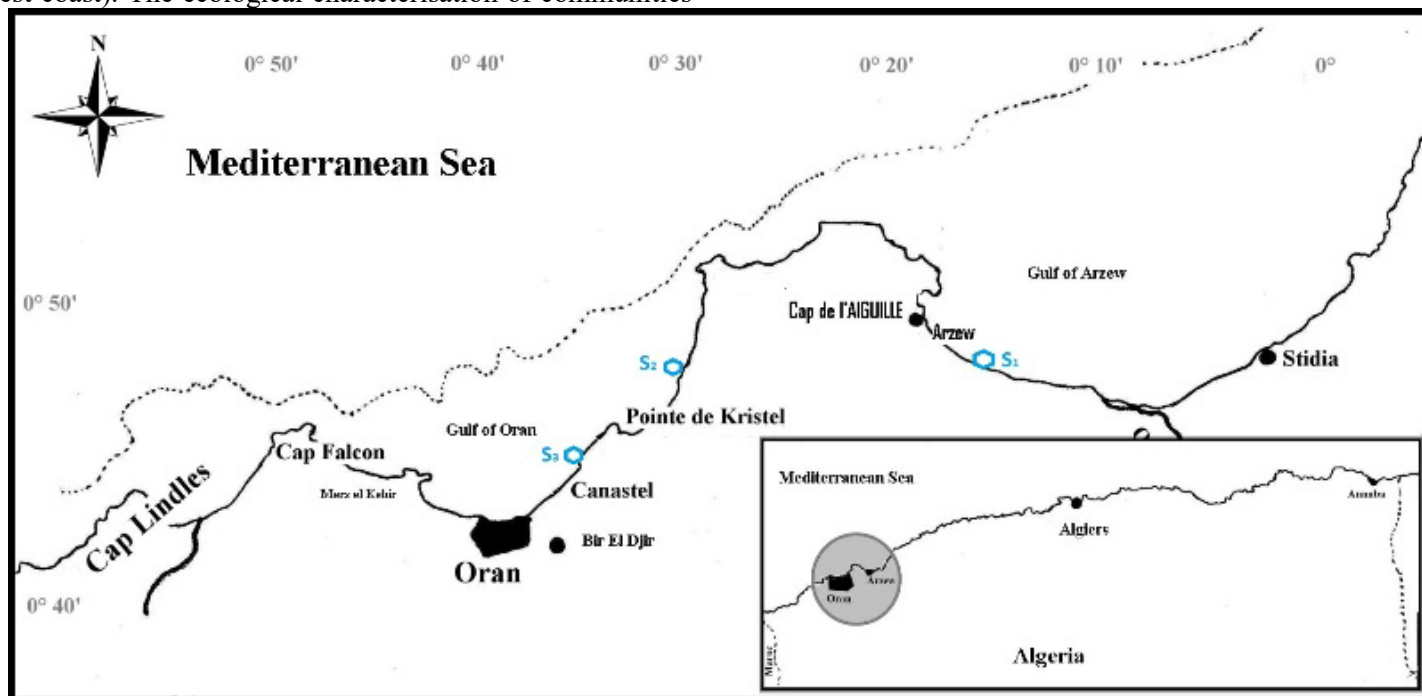 est coast). The ecological characterisation of communities
N
0° 50' 0° 40' 0° 30' 0° 20' 0° 10' 0°
Mediterranean Sea
Gulf of Arzew
0° 50'
Cap de l'AIGUILLE
Arzew
S₁
S₂
Stidia
Pointe de Kristel
Gulf of Oran
Cap Falcon
S₃
Merz el Kebir
Canastel
Cap Lindles
Bir El Djir
Oran
0° 40'
Mediterranean Sea
Annaba
Algiers
Arzew
Oran
Maroc
Algeria